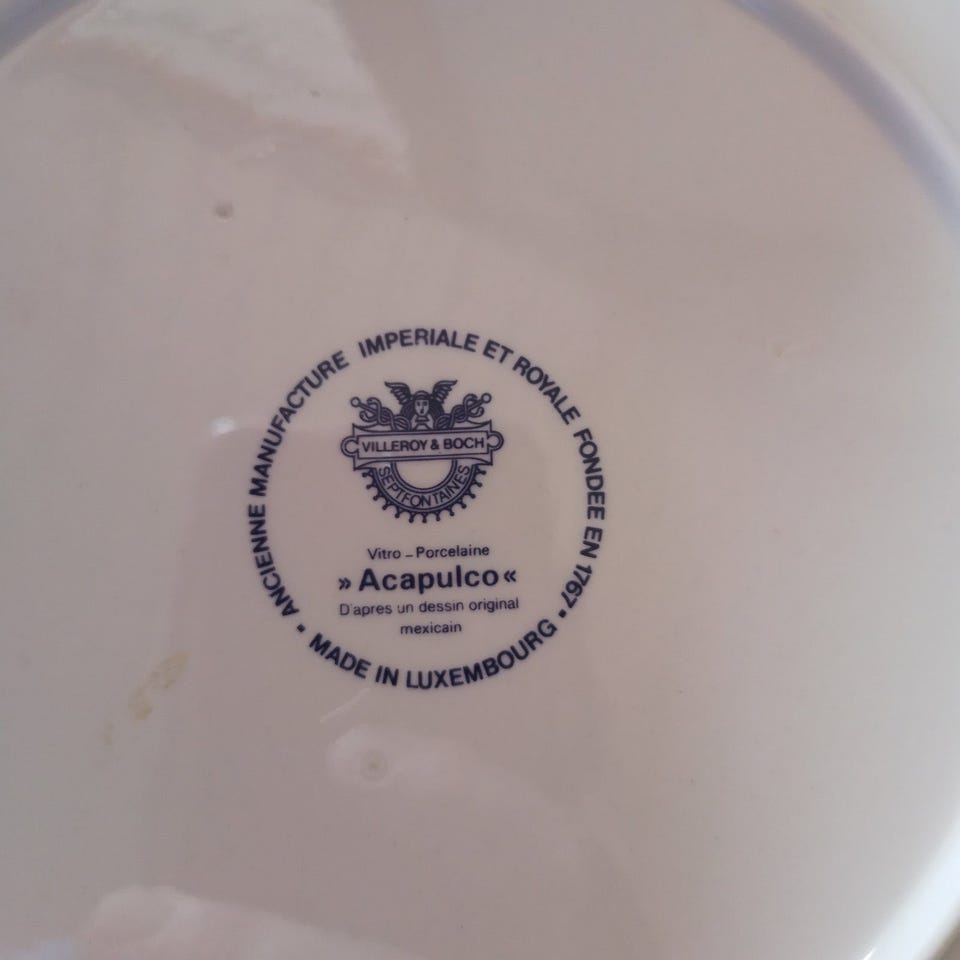 ANCIENNE MANUFACTURE IMPERIALE ET ROYALE FONDEE EN 1767 •
MADE IN LUXEMBOURG •
VILLEROY & BOCH
SEPTFONTAINES
Vitro - Porcelaine
» Acapulco «
D'apres un dessin original
mexicain